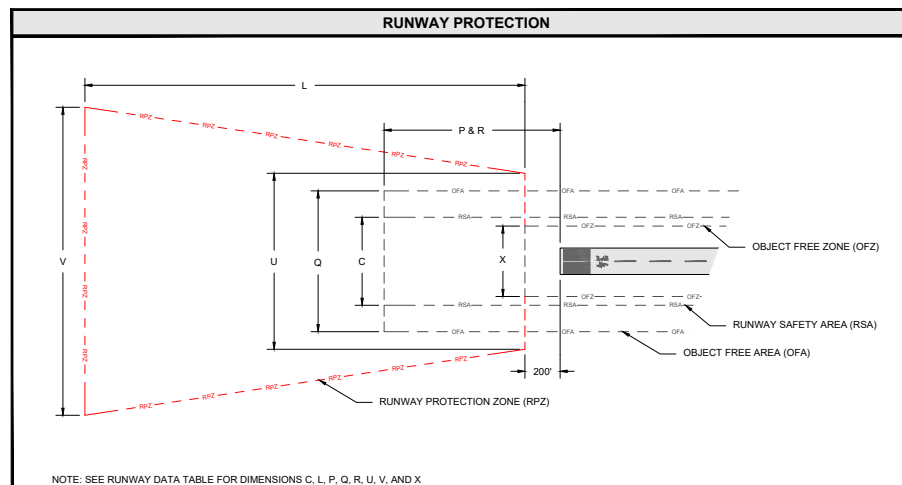 RUNWAY PROTECTION
L
RPZ
RPZ
RPZ
RPZ
RPZ
P & R
OFA OFA OFA OFA
RSA RSA RSA
OFZ OFZ
OBJECT FREE ZONE (OFZ)
RPZ
RPZ
RPZ
RPZ
V
U
Q
C
X
OFZ OFZ
RSA RSA RSA
RUNWAY SAFETY AREA (RSA)
OFA OFA OFA
OBJECT FREE AREA (OFA)
RPZ
RPZ
RPZ
RPZ
RPZ
200'
RUNWAY PROTECTION ZONE (RPZ)
NOTE: SEE RUNWAY DATA TABLE FOR DIMENSIONS C, L, P, Q, R, U, V, AND X